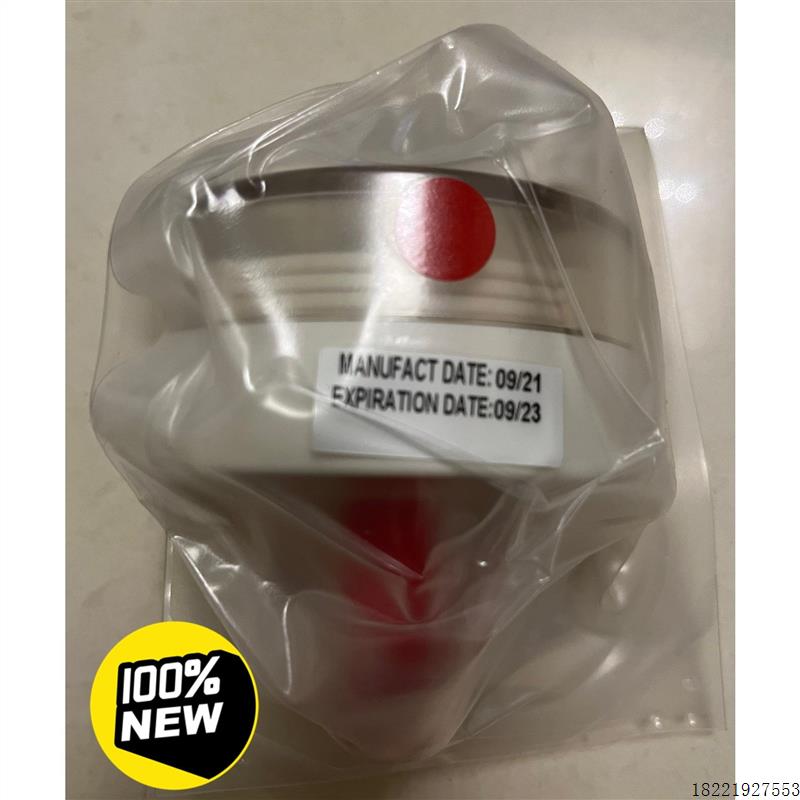 MANUFACT DATE: 09/21
EXPIRATION DATE:09/23
100%
NEW
18221927553